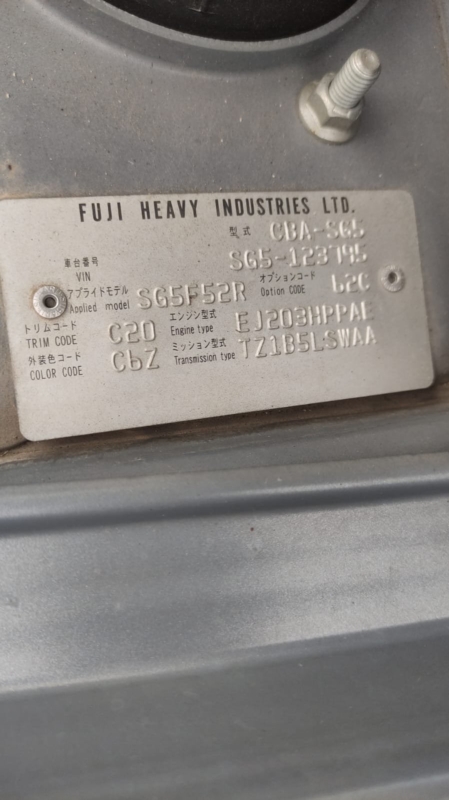 FUJI HEAVY INDUSTRIES LTD.
型式 CBA-SG5
車台番号 VIN SG5-123795
アプライドモデル Applied model SG5F52R オプションコード Option CODE b2C
トリムコード TRIM CODE C20 エンジン型式 Engine type EJ203HPPAE
外装色コード COLOR CODE CbZ ミッション型式 Transmission type TZ1B5LSWAA